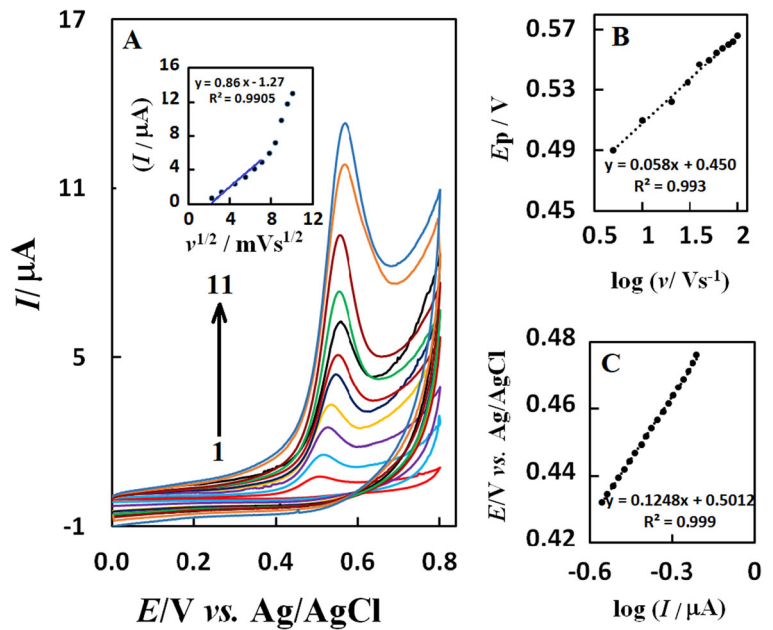 A
17
11
5
-1
I/ μA
0.0
0.2
0.4
0.6
0.8
E/V vs. Ag/AgCl
(I / μA)
16
12
8
4
0
y = 0.86 x - 1.27
R² = 0.9905
0
4
8
12
v1/2 / mVs1/2
11
1
B
0.57
0.53
0.49
0.45
Ep / V
y = 0.058x + 0.450
R² = 0.993
0.5
1
1.5
2
log (v/ Vs-1)
C
0.48
0.46
0.44
0.42
E/V vs. Ag/AgCl
y = 0.1248x + 0.5012
R² = 0.999
-0.6
-0.3
0
log (I / μA)